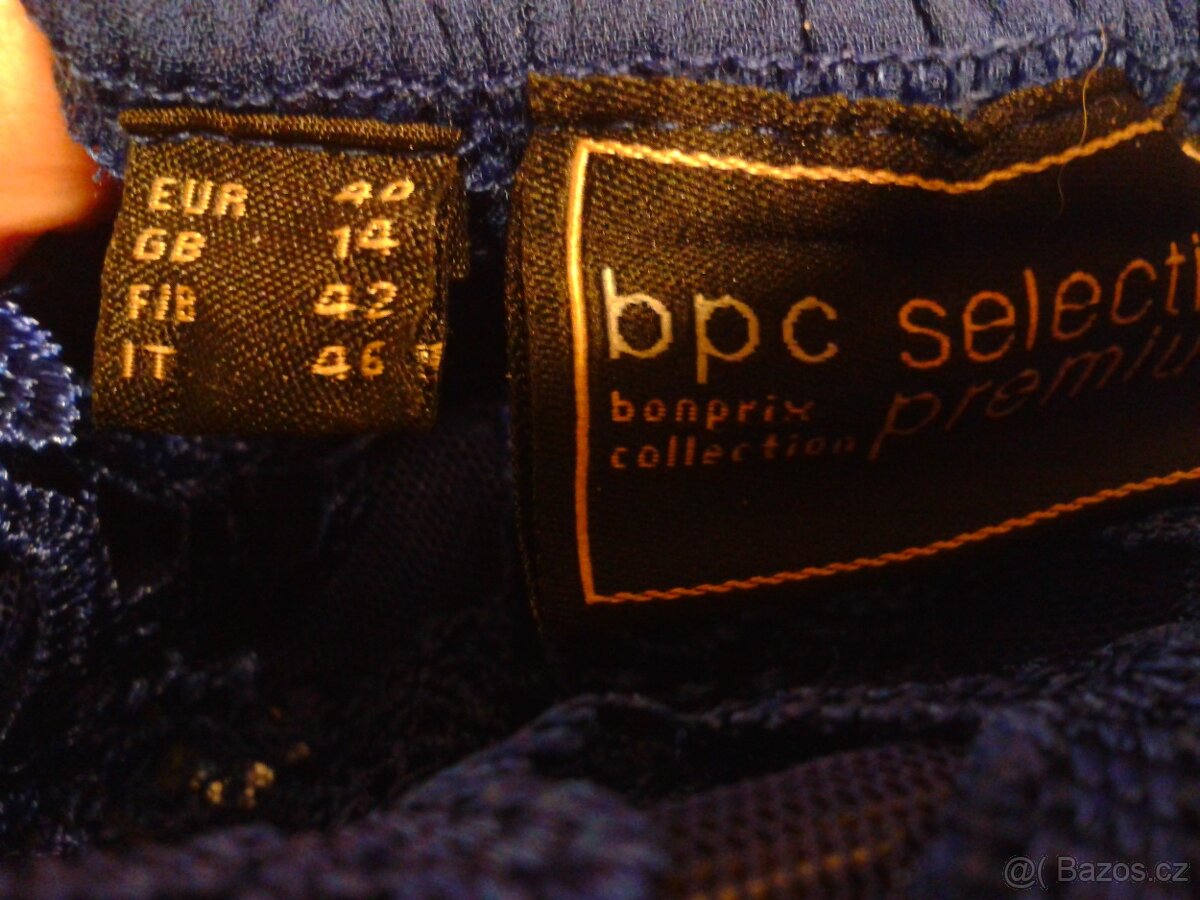 EUR 40
GB 14
F/B 42
IT 46
bpc selecti
premiu
bonprix
collection
@( Bazos.cz